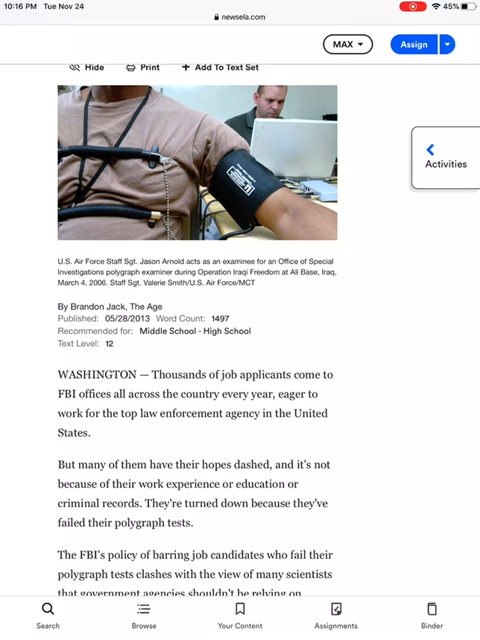 10:16 PM Tue Nov 24
45%
newsela.com
MAX
Assign
Hide Print + Add To Text Set
Activities
U.S. Air Force Staff Sgt. Jason Arnold acts as an examinee for an Office of Special
Investigations polygraph examiner during Operation Iraqi Freedom at Ali Base, Iraq,
March 4, 2006. Staff Sgt. Valerie Smith/U.S. Air Force/MCT
By Brandon Jack, The Age
Published: 05/28/2013 Word Count: 1497
Recommended for: Middle School - High School
Text Level: 12
WASHINGTON — Thousands of job applicants come to
FBI offices all across the country every year, eager to
work for the top law enforcement agency in the United
States.
But many of them have their hopes dashed, and it's not
because of their work experience or education or
criminal records. They're turned down because they've
failed their polygraph tests.
The FBI's policy of barring job candidates who fail their
polygraph tests clashes with the view of many scientists
that government agencies shouldn't be relying on
Search Browse Your Content Assignments Binder